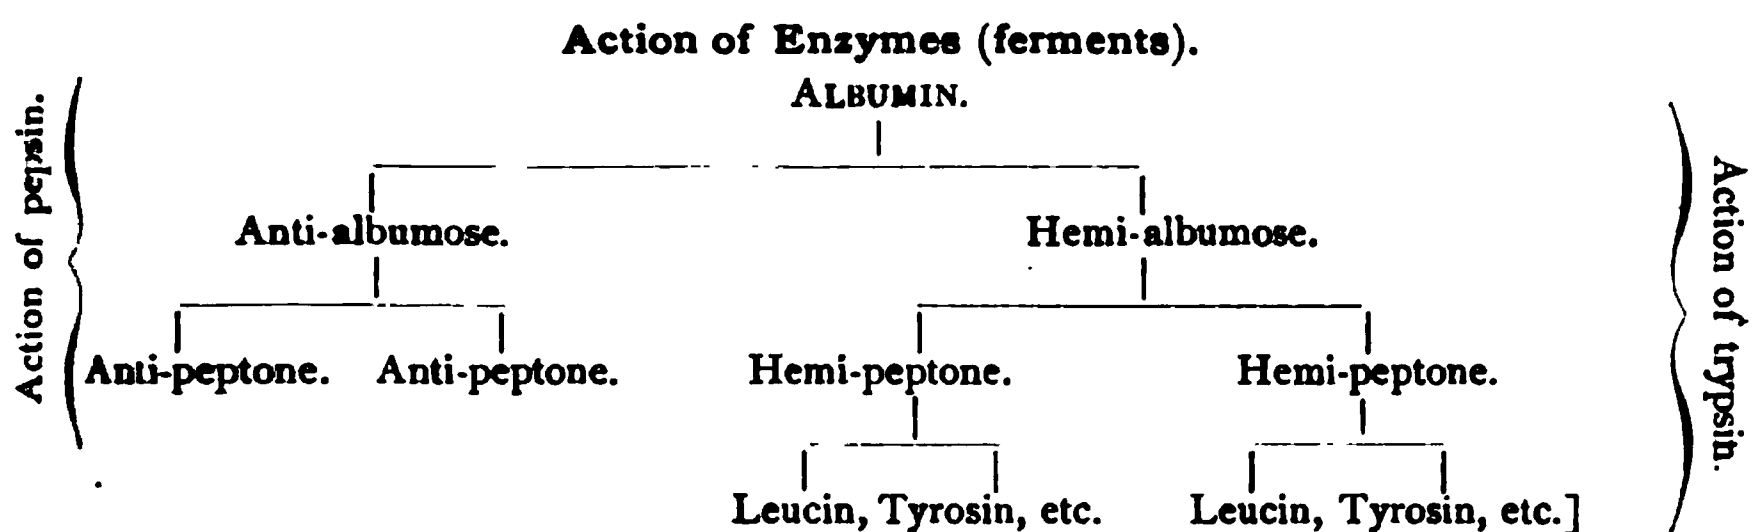 Action of Enzymes (ferments).
ALBUMIN.
Action of pepsin.
Action of trypsin.
Anti-albumose. Hemi-albumose.
Anti-peptone. Anti-peptone. Hemi-peptone. Hemi-peptone.
Leucin, Tyrosin, etc. Leucin, Tyrosin, etc.]